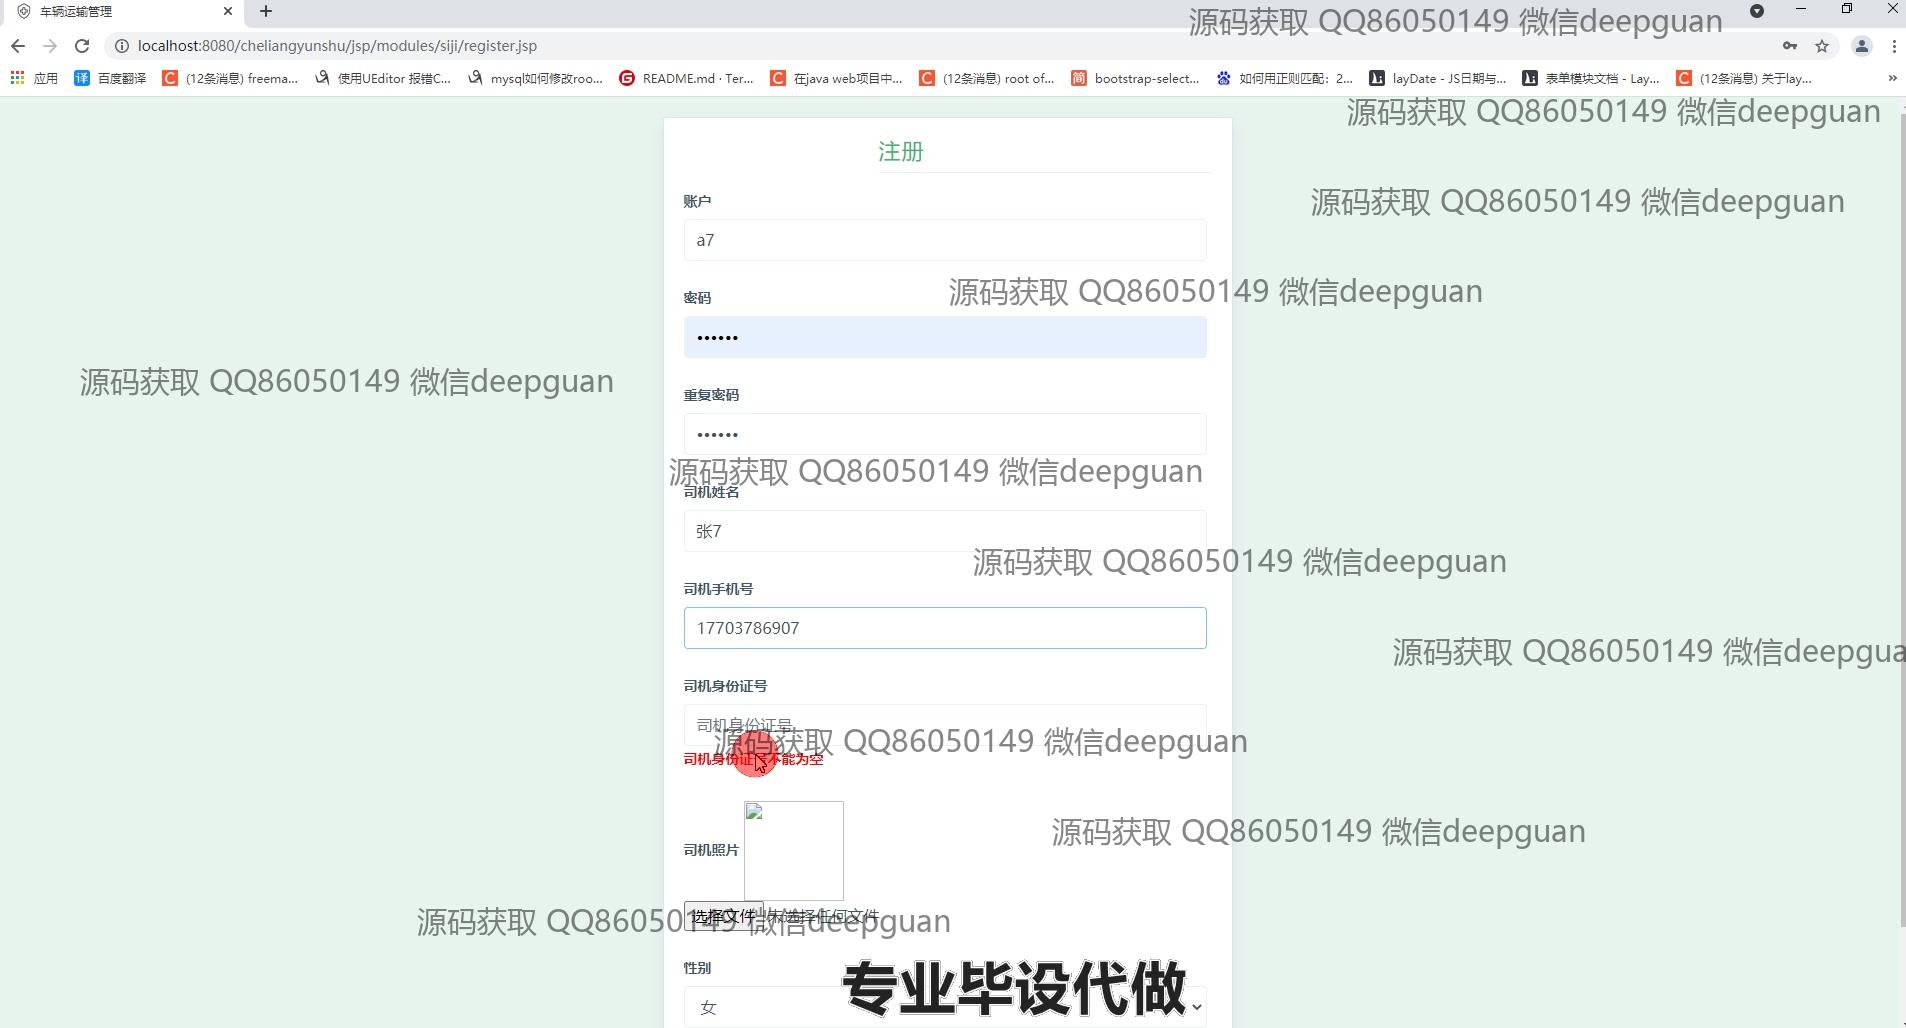 车辆运输管理
源码获取 QQ86050149 微信deepguan
localhost:8080/cheliangyunshu/jsp/modules/siji/register.jsp
应用 百度翻译 (12条消息) freema... 使用UEditor 报错C... mysql如何修改roo... README.md · Ter... 在java web项目中... (12条消息) root of... bootstrap-select... 如何用正则匹配：2... layDate - JS日期与... 表单模块文档 - Lay... (12条消息) 关于lay...
源码获取 QQ86050149 微信deepguan
注册
账户
源码获取 QQ86050149 微信deepguan
a7
密码
源码获取 QQ86050149 微信deepguan
源码获取 QQ86050149 微信deepguan
重复密码
源码获取 QQ86050149 微信deepguan
司机姓名
张7
源码获取 QQ86050149 微信deepguan
司机手机号
17703786907
源码获取 QQ86050149 微信deepgua
司机身份证号
司机身份证号
源码获取 QQ86050149 微信deepguan
司机身份证号不能为空
源码获取 QQ86050149 微信deepguan
司机照片
选择文件 未选择任何文件
源码获取 QQ86050149 微信deepguan
性别
专业毕设代做
女